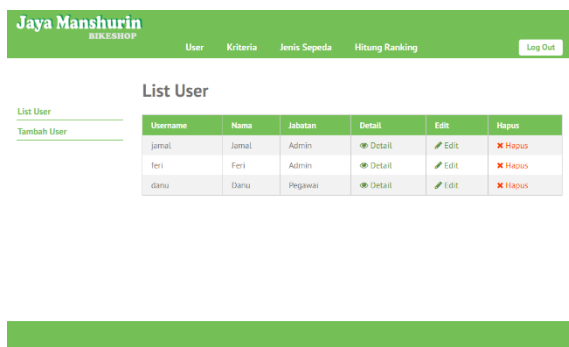 Jaya Manshurin
BIKESHOP
User Kriteria Jenis Sepeda Hitung Ranking Log Out
List User
List User
Tambah User
Username Nama Jabatan Detail Edit Hapus
jamal Jamal Admin Detail Edit Hapus
feri Feri Admin Detail Edit Hapus
danu Danu Pegawai Detail Edit Hapus